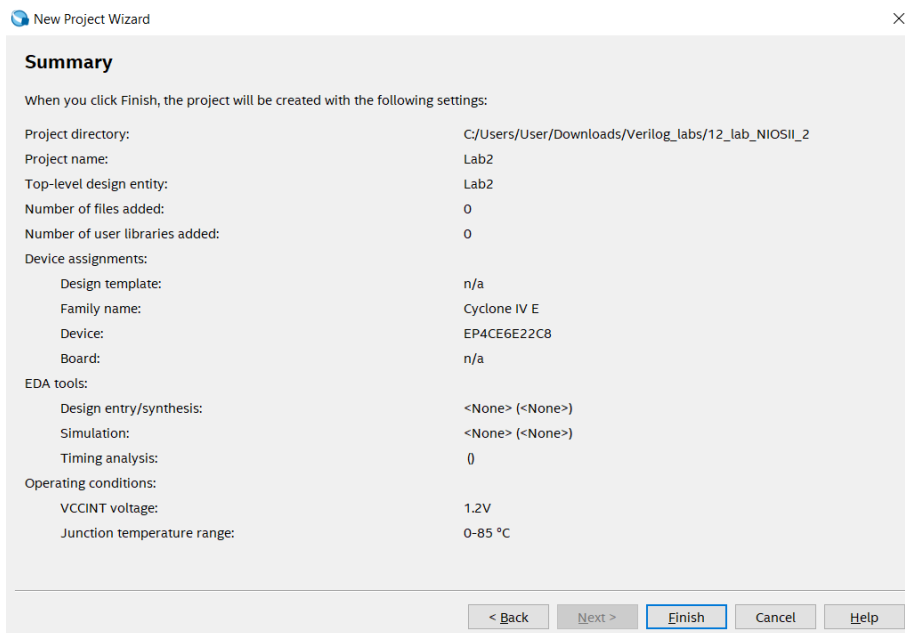 New Project Wizard
Summary
When you click Finish, the project will be created with the following settings:
Project directory: C:/Users/User/Downloads/Verilog_labs/12_lab_NIOSII_2
Project name: Lab2
Top-level design entity: Lab2
Number of files added: 0
Number of user libraries added: 0
Device assignments:
Design template: n/a
Family name: Cyclone IV E
Device: EP4CE6E22C8
Board: n/a
EDA tools:
Design entry/synthesis: <None> (<None>)
Simulation: <None> (<None>)
Timing analysis: ()
Operating conditions:
VCCINT voltage: 1.2V
Junction temperature range: 0-85 °C
< Back Next > Finish Cancel Help